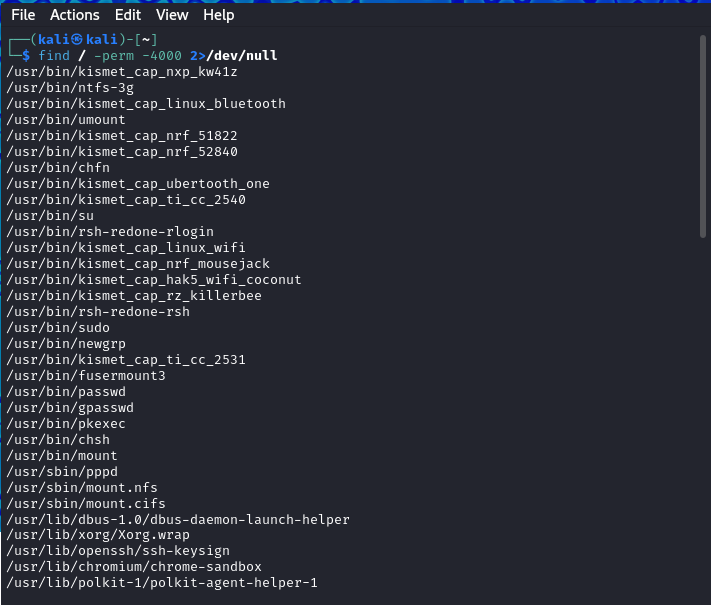 File Actions Edit View Help
┌──(kali㉿kali)-[~]
└─$ find / -perm -4000 2>/dev/null
/usr/bin/kismet_cap_nxp_kw41z
/usr/bin/ntfs-3g
/usr/bin/kismet_cap_linux_bluetooth
/usr/bin/umount
/usr/bin/kismet_cap_nrf_51822
/usr/bin/kismet_cap_nrf_52840
/usr/bin/chfn
/usr/bin/kismet_cap_ubertooth_one
/usr/bin/kismet_cap_ti_cc_2540
/usr/bin/su
/usr/bin/rsh-redone-rlogin
/usr/bin/kismet_cap_linux_wifi
/usr/bin/kismet_cap_nrf_mousejack
/usr/bin/kismet_cap_hak5_wifi_coconut
/usr/bin/kismet_cap_rz_killerbee
/usr/bin/rsh-redone-rsh
/usr/bin/sudo
/usr/bin/newgrp
/usr/bin/kismet_cap_ti_cc_2531
/usr/bin/fusermount3
/usr/bin/passwd
/usr/bin/gpasswd
/usr/bin/pkexec
/usr/bin/chsh
/usr/bin/mount
/usr/sbin/pppd
/usr/sbin/mount.nfs
/usr/sbin/mount.cifs
/usr/lib/dbus-1.0/dbus-daemon-launch-helper
/usr/lib/xorg/Xorg.wrap
/usr/lib/openssh/ssh-keysign
/usr/lib/chromium/chrome-sandbox
/usr/lib/polkit-1/polkit-agent-helper-1